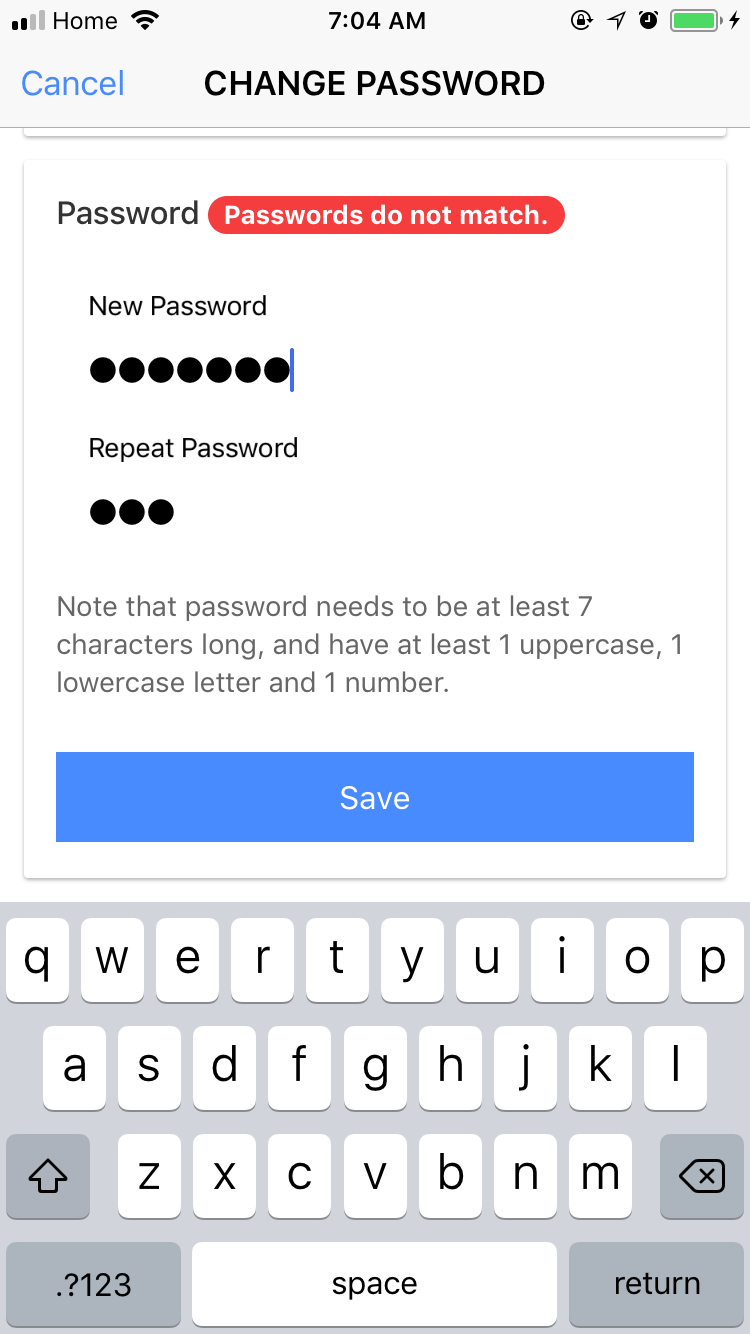 Home 7:04 AM
Cancel CHANGE PASSWORD
Password Passwords do not match.
New Password
●●●●●●●
Repeat Password
●●●
Note that password needs to be at least 7
characters long, and have at least 1 uppercase, 1
lowercase letter and 1 number.
Save
q w e r t y u i o p
a s d f g h j k l
z x c v b n m
.?123 space return